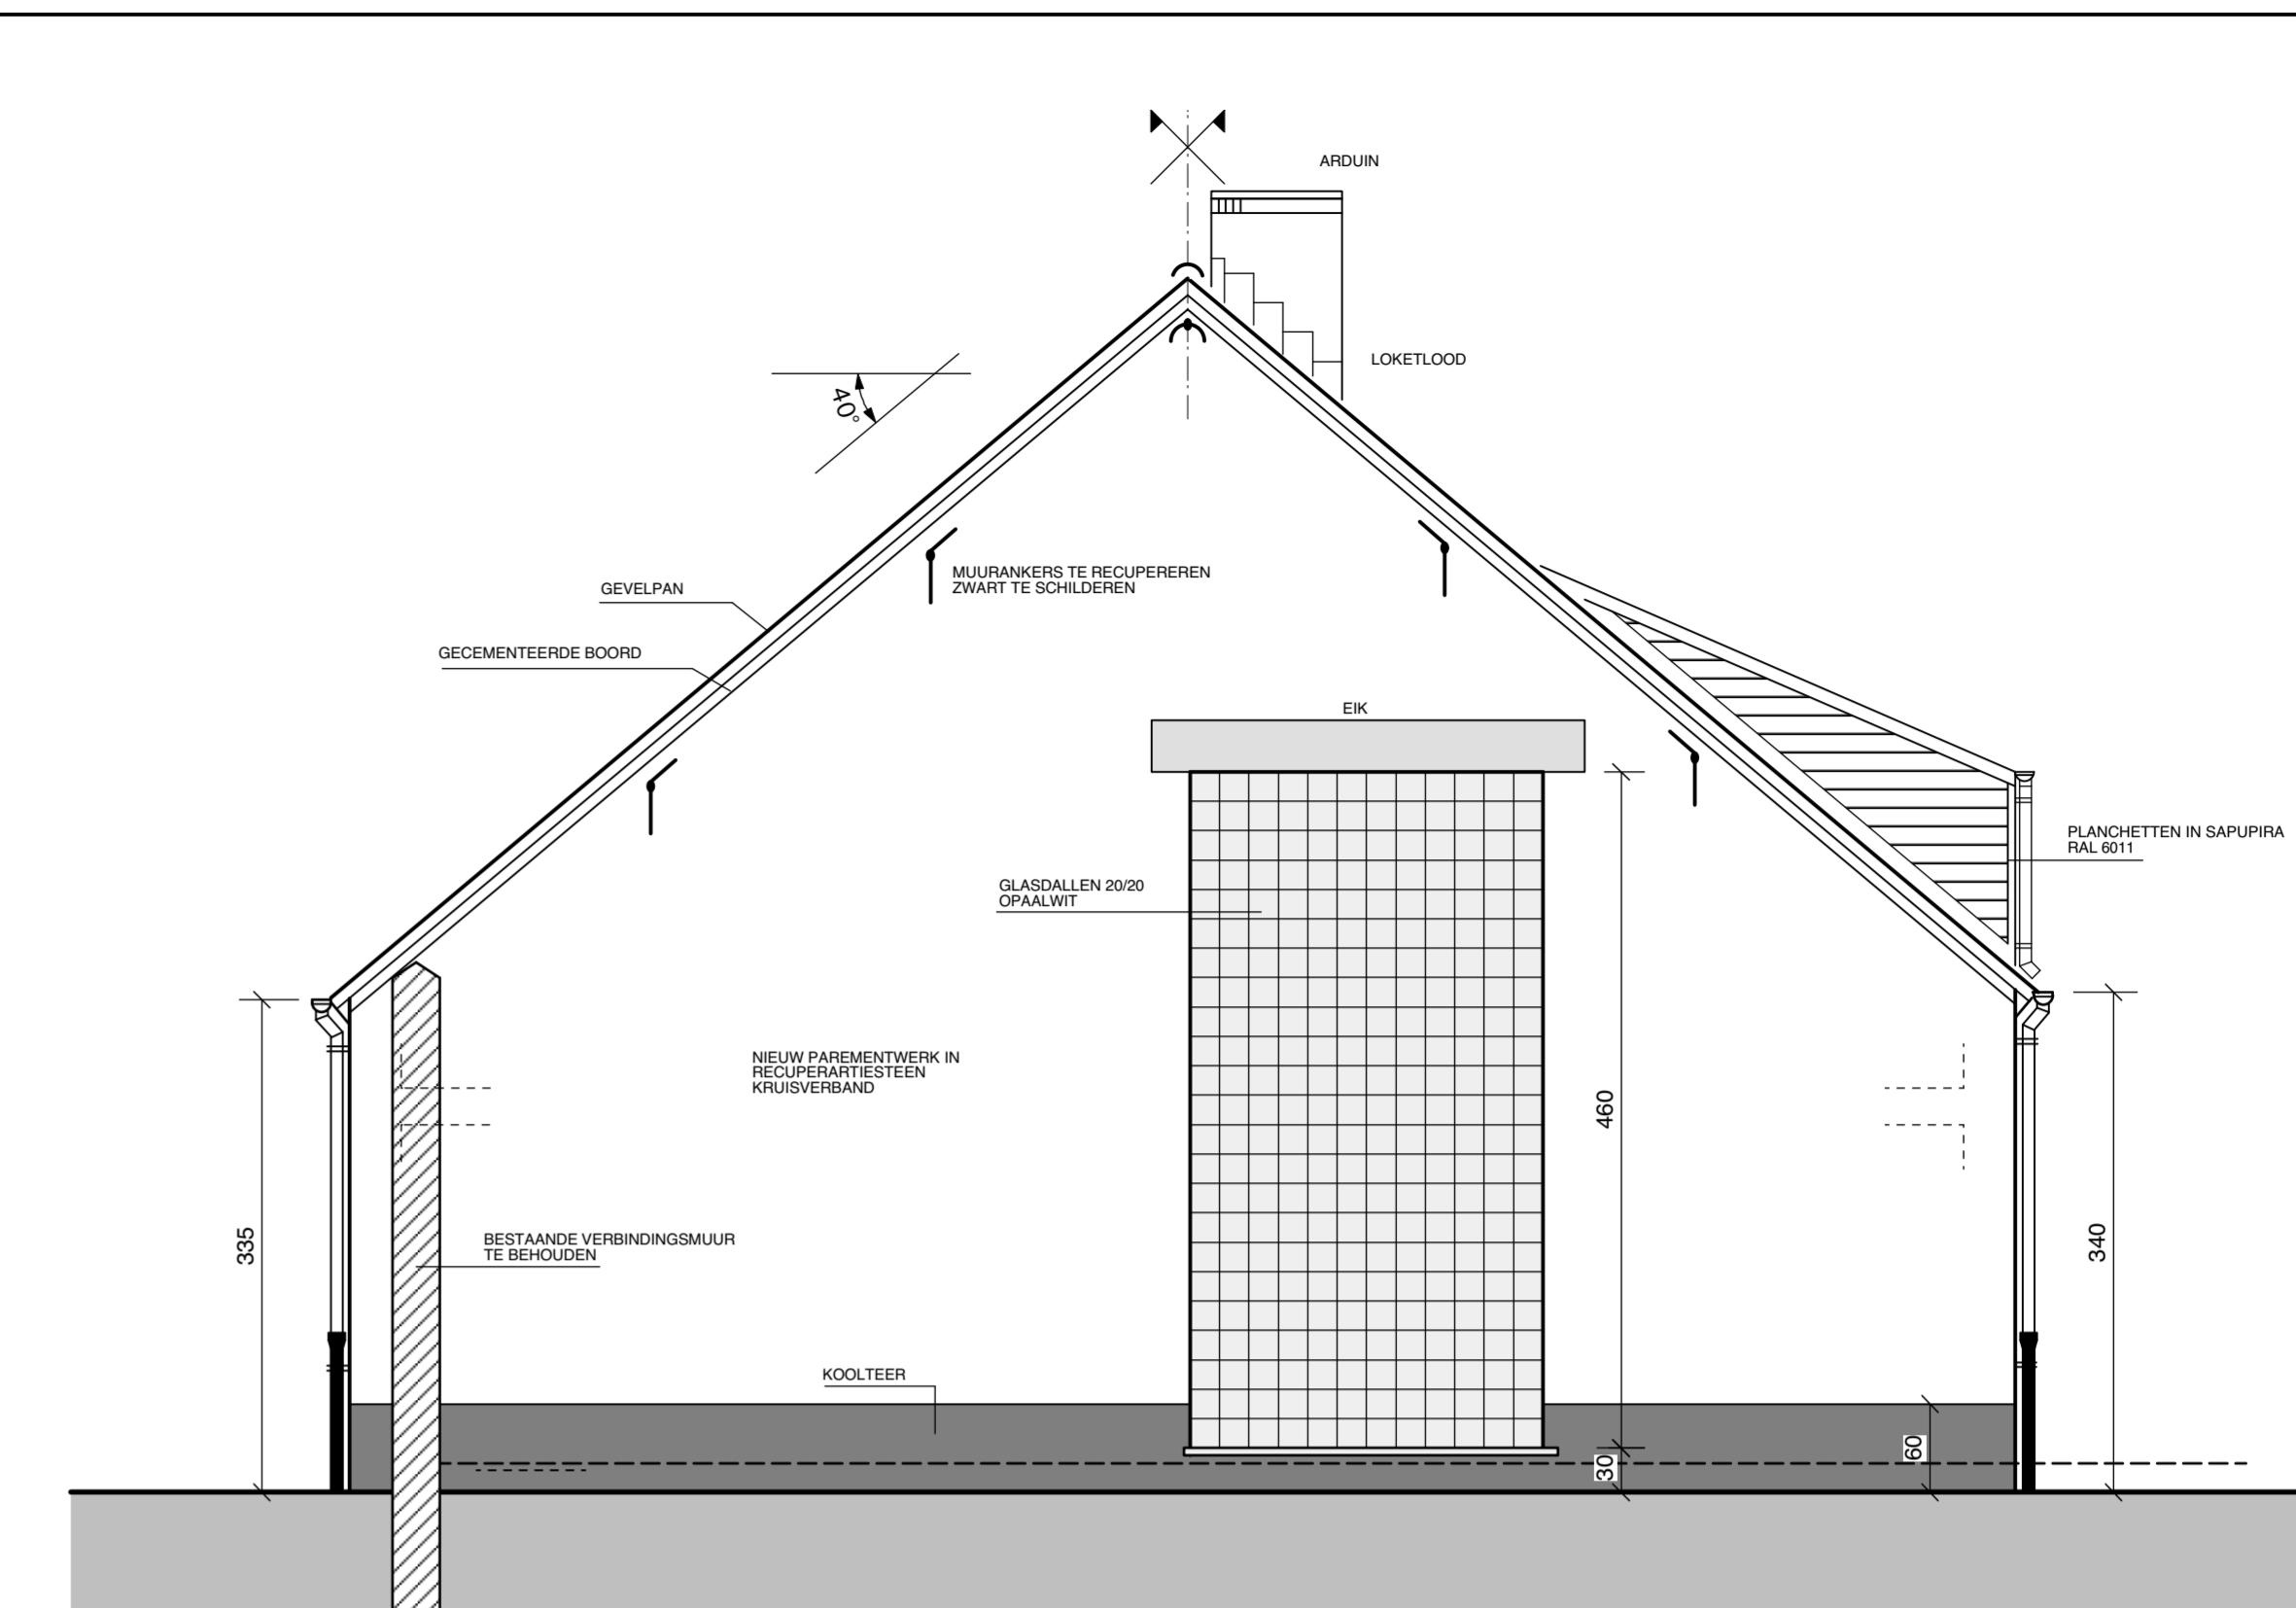 ARDUIN
LOKETLOOD
40°
MUURANKERS TE RECUPEREREN
ZWART TE SCHILDEREN
GEVELPAN
GECEMENTEERDE BOORD
EIK
PLANCHETTEN IN SAPUPIRA
RAL 6011
GLASDALLEN 20/20
OPAALWIT
NIEUW PAREMENTWERK IN
RECUPERARTIESTEEN
KRUISVERBAND
460
335
BESTAANDE VERBINDINGSMUUR
TE BEHOUDEN
340
KOOLTEER
30
60